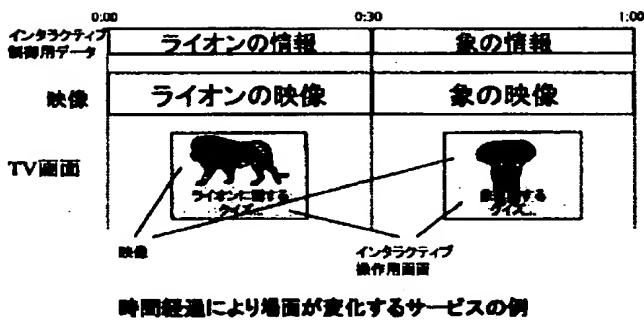 0:00 0:30 1:00
インタラクティブ
制御用データ
ライオンの情報 象の情報
映像 ライオンの映像 象の映像
TV画面
ライオンに関する
クイズ...
象に関する
クイズ...
映像
インタラクティブ
操作用画面
時間経過により場面が変化するサービスの例